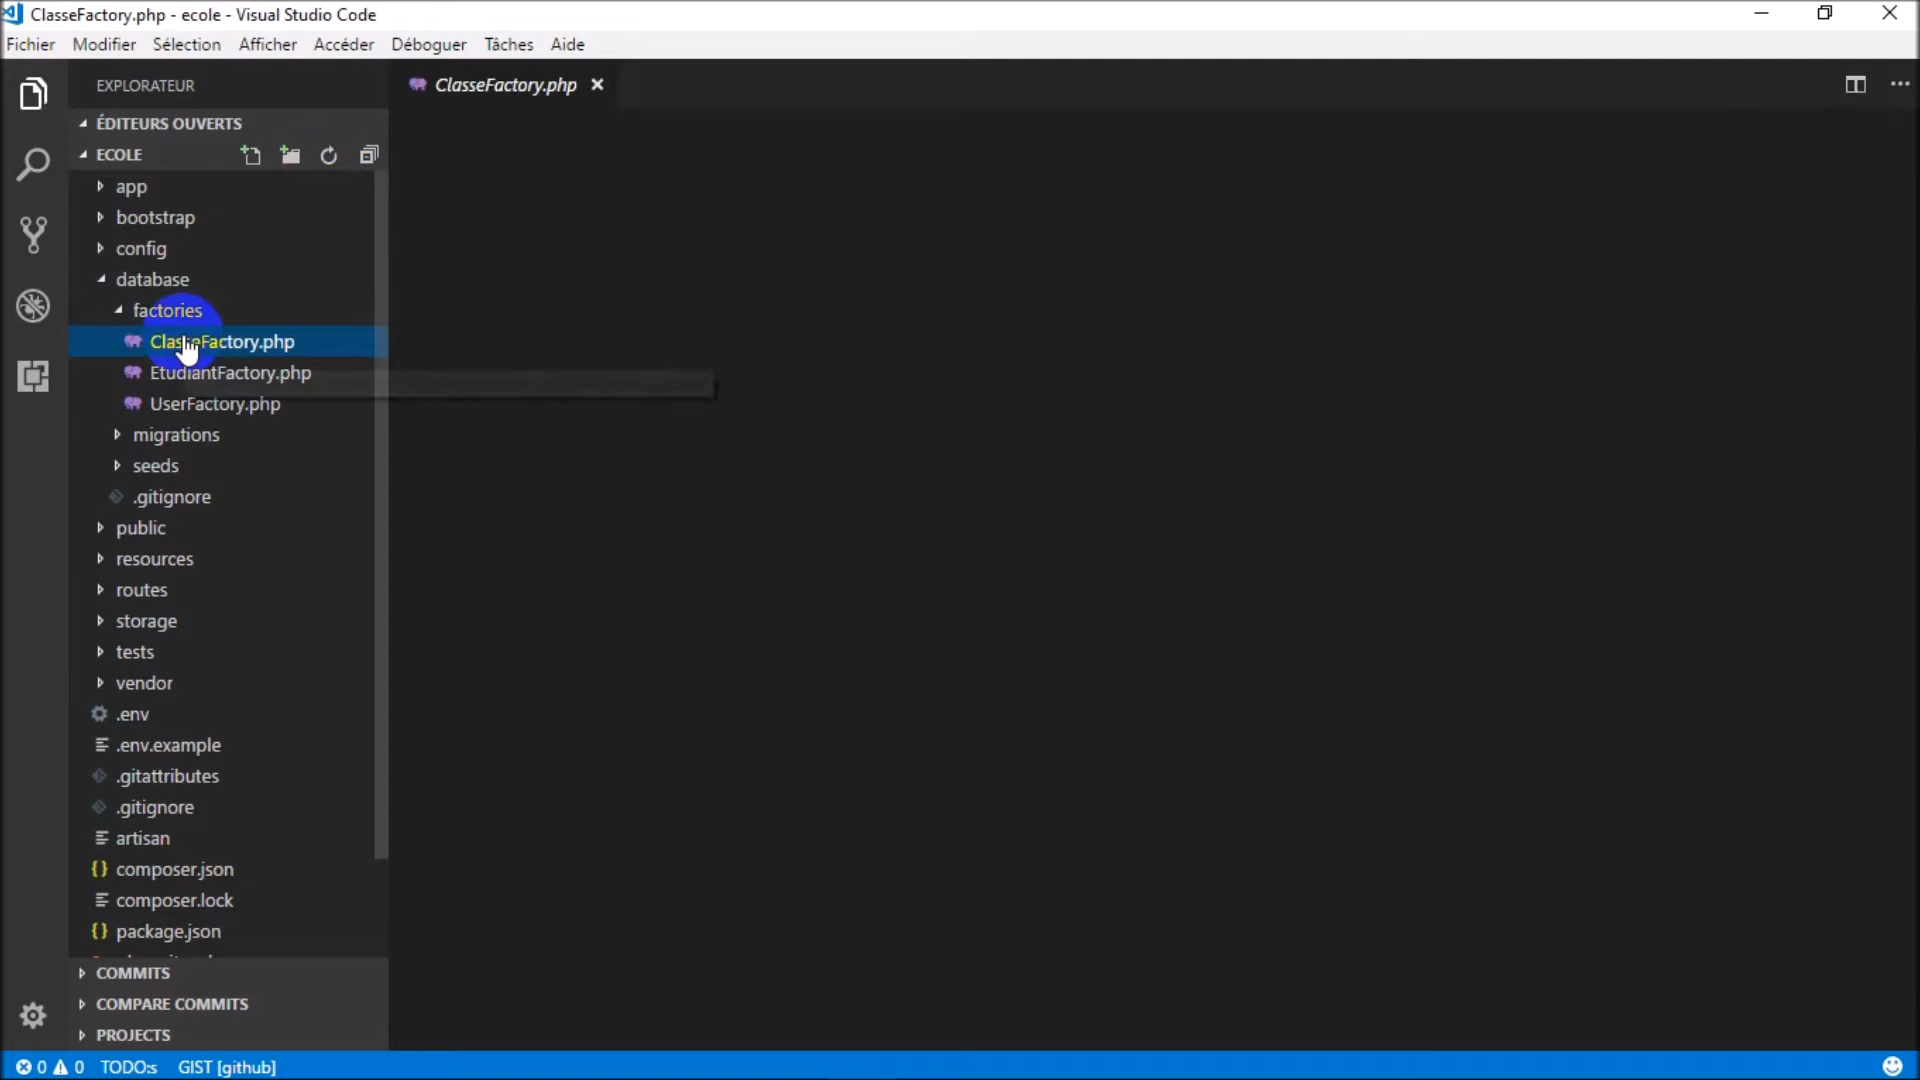 ClasseFactory.php - ecole - Visual Studio Code
Fichier Modifier Sélection Afficher Accéder Déboguer Tâches Aide
EXPLORATEUR
ClasseFactory.php
ÉDITEURS OUVERTS
ECOLE
app
bootstrap
config
database
factories
ClasseFactory.php
EtudiantFactory.php
UserFactory.php
migrations
seeds
.gitignore
public
resources
routes
storage
tests
vendor
.env
.env.example
.gitattributes
.gitignore
artisan
composer.json
composer.lock
package.json
COMMITS
COMPARE COMMITS
PROJECTS
0 0 TODO:s GIST [github]